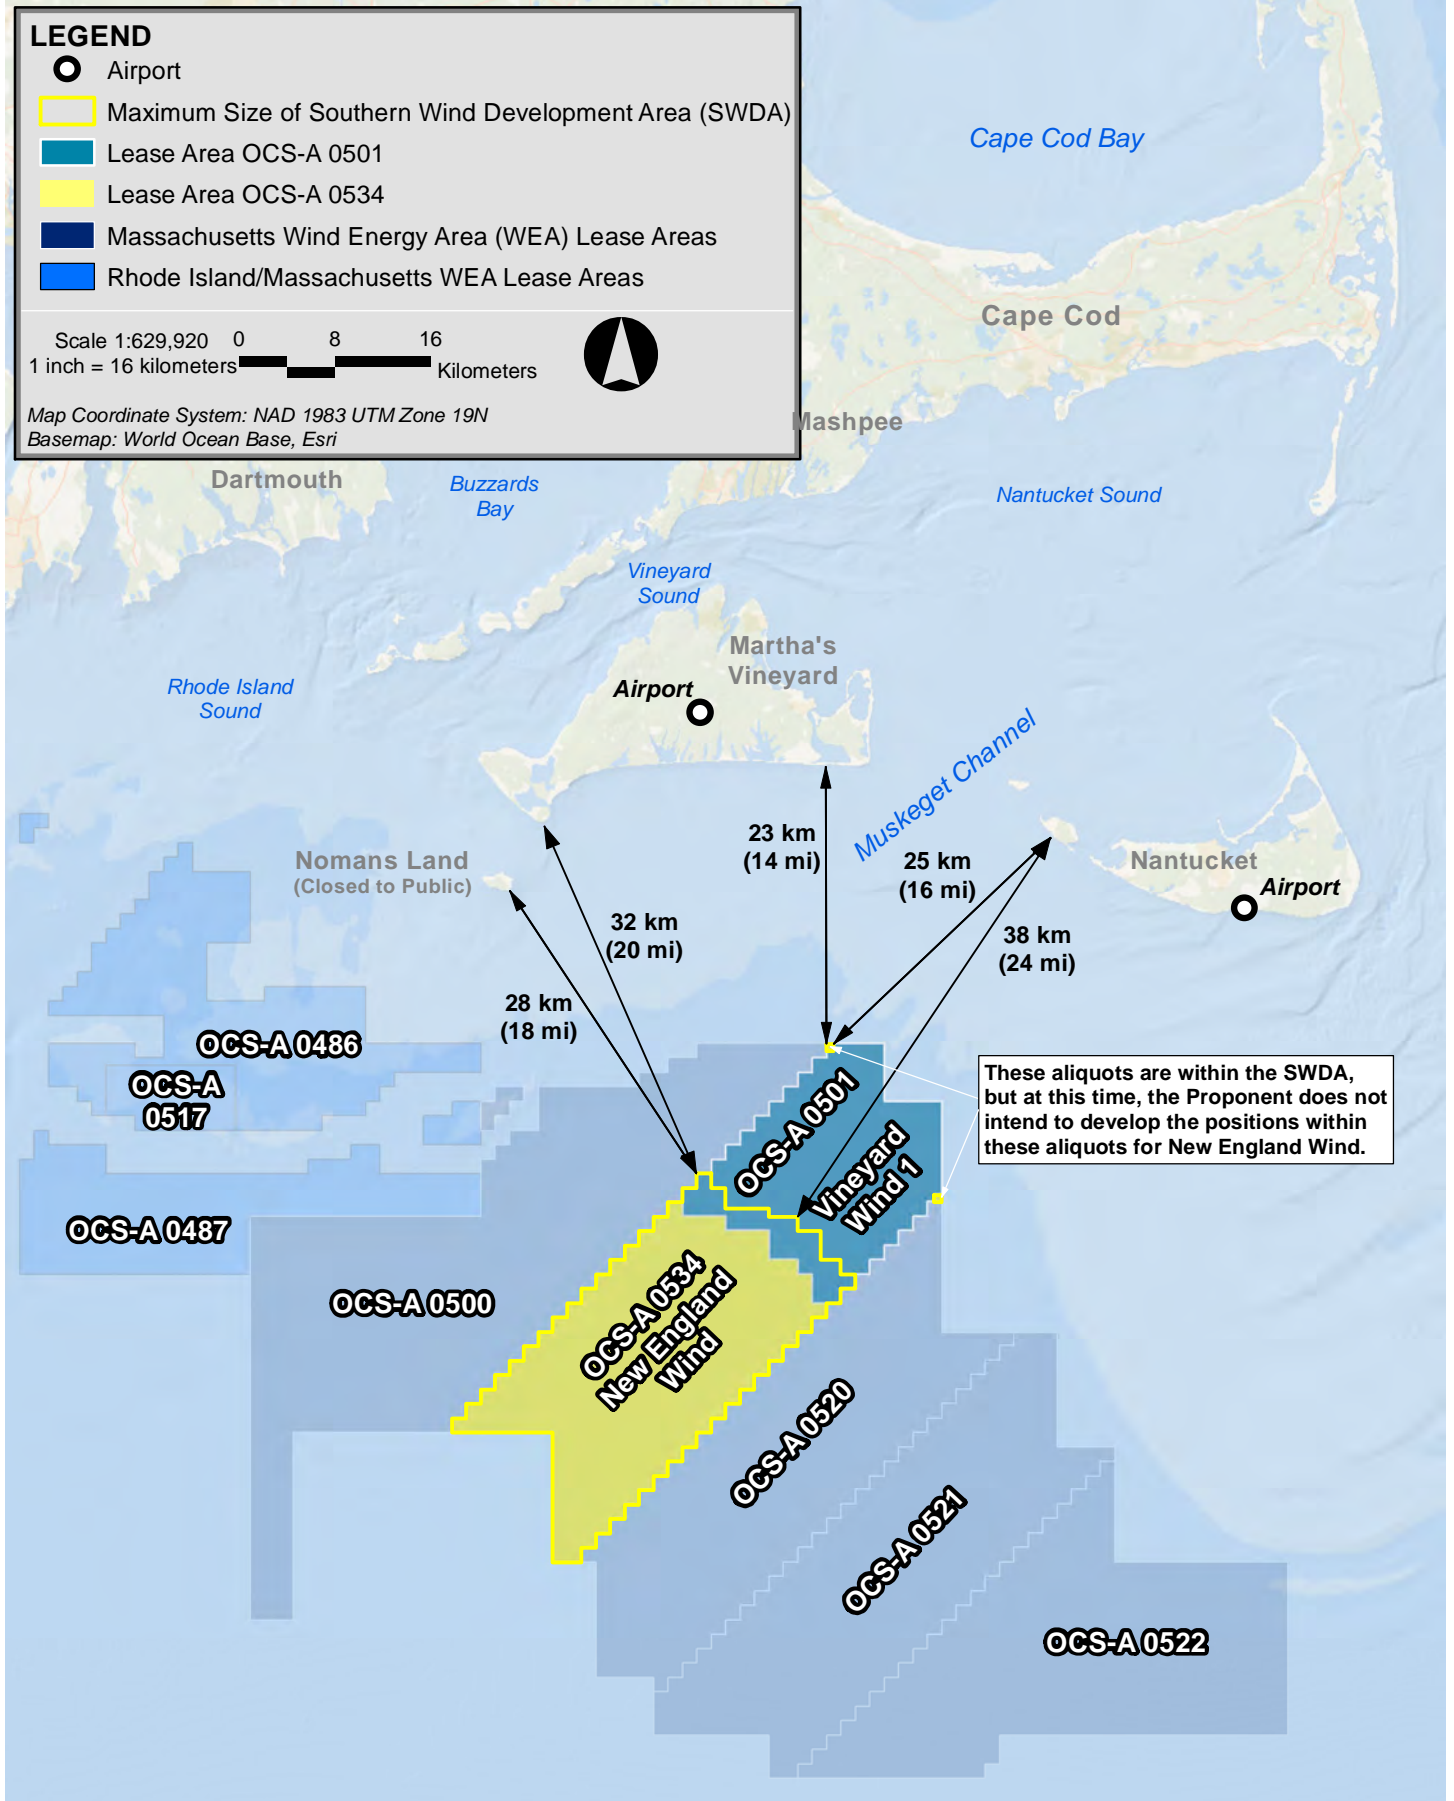 LEGEND
Airport
Maximum Size of Southern Wind Development Area (SWDA)
Lease Area OCS-A 0501
Lease Area OCS-A 0534
Massachusetts Wind Energy Area (WEA) Lease Areas
Rhode Island/Massachusetts WEA Lease Areas
Scale 1:629,920
1 inch = 16 kilometers
0 8 16
Kilometers
Map Coordinate System: NAD 1983 UTM Zone 19N
Basemap: World Ocean Base, Esri
Cape Cod Bay
Cape Cod
Mashpee
Dartmouth
Buzzards
Bay
Nantucket Sound
Vineyard
Sound
Martha's
Vineyard
Rhode Island
Sound
Airport
Muskeget Channel
23 km
(14 mi)
25 km
(16 mi)
Nomans Land
(Closed to Public)
Nantucket
Airport
32 km
(20 mi)
38 km
(24 mi)
28 km
(18 mi)
OCS-A 0486
OCS-A
0517
OCS-A 0501
Vineyard
Wind 1
These aliquots are within the SWDA,
but at this time, the Proponent does not
intend to develop the positions within
these aliquots for New England Wind.
OCS-A 0487
OCS-A 0500
OCS-A 0534
New England
Wind
OCS-A 0520
OCS-A 0521
OCS-A 0522